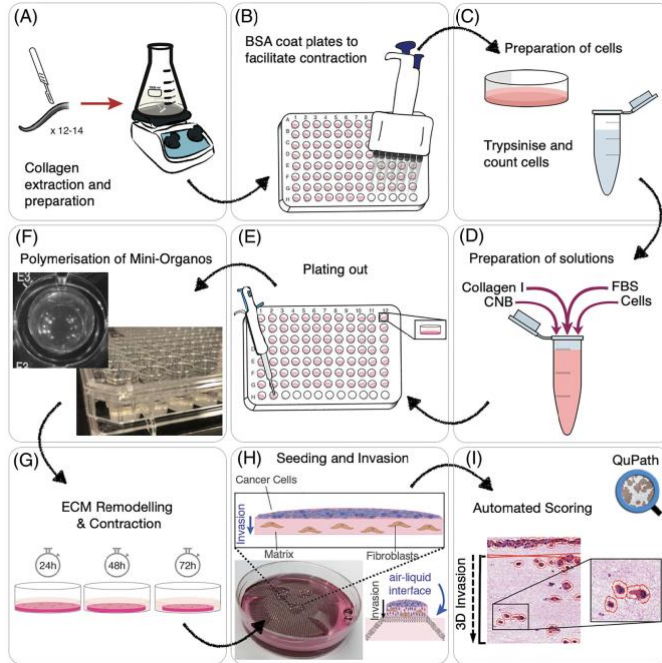 (A)
x 12-14
Collagen
extraction and
preparation
(B)
BSA coat plates to
facilitate contraction
(C)
Preparation of cells
Trypsinise and
count cells
(D)
Preparation of solutions
Collagen I
FBS
CNB
Cells
(E)
Plating out
(F)
Polymerisation of Mini-Organos
E3
(G)
ECM Remodelling
& Contraction
24h
48h
72h
(H)
Seeding and Invasion
Cancer Cells
Invasion
Matrix
Fibroblasts
air-liquid
interface
Invasion
(I)
QuPath
Automated Scoring
3D Invasion